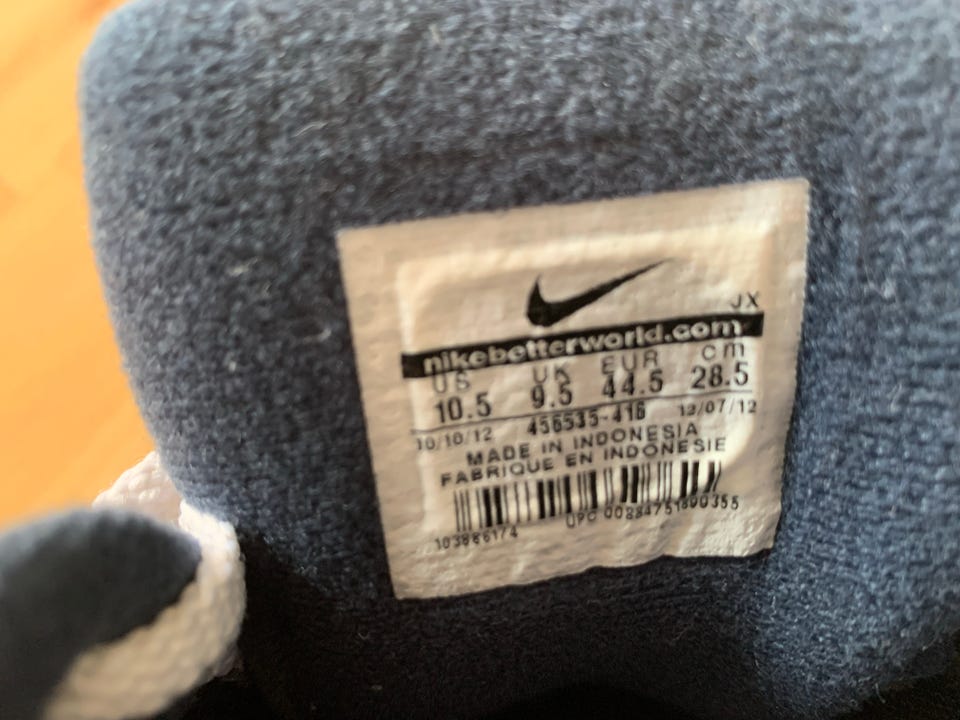 JX
nikebetterworld.com
US UK EUR cm
10.5 9.5 44.5 28.5
10/10/12 456535-416 12/07/12
MADE IN INDONESIA
FABRIQUE EN INDONESIE
UPC